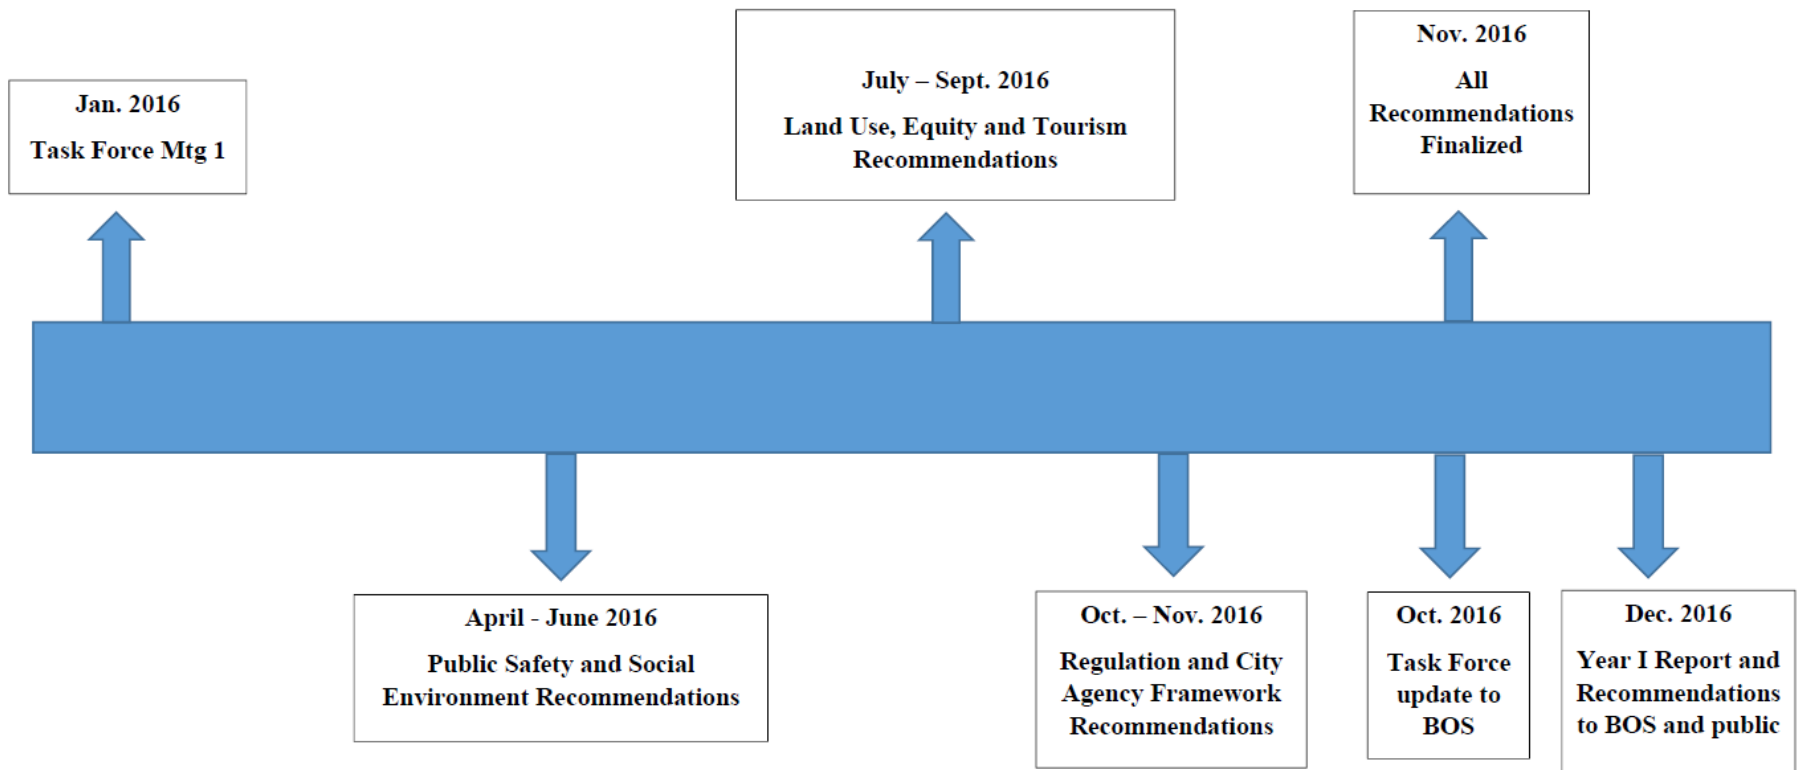 Jan. 2016
Task Force Mtg 1
July – Sept. 2016
Land Use, Equity and Tourism
Recommendations
Nov. 2016
All
Recommendations
Finalized
April - June 2016
Public Safety and Social
Environment Recommendations
Oct. – Nov. 2016
Regulation and City
Agency Framework
Recommendations
Oct. 2016
Task Force
update to
BOS
Dec. 2016
Year I Report and
Recommendations
to BOS and public